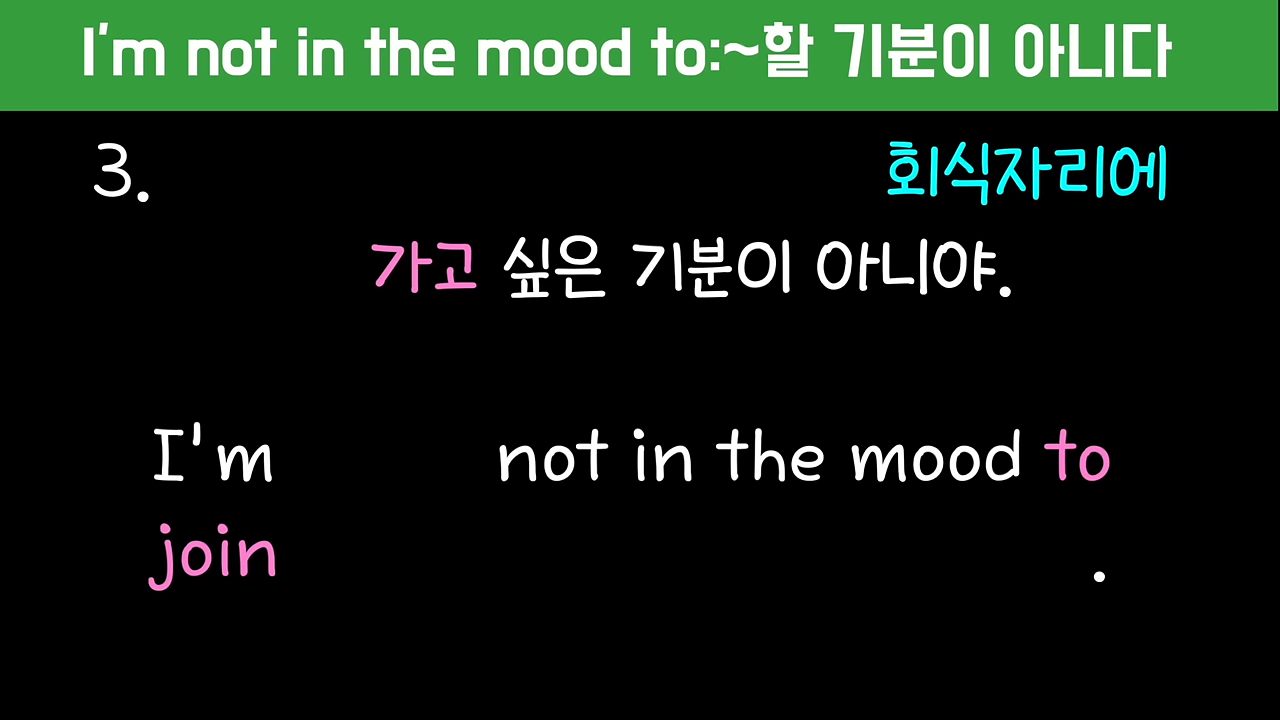 I'm not in the mood to:~할 기분이 아니다
3. 회식자리에
가고 싶은 기분이 아니야.
I'm not in the mood to
join .